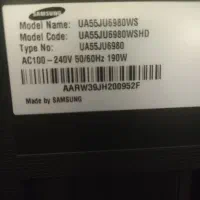 SAMSUNG
Model Name: UA55JU6980WS
Model Code: UA55JU6980WSHD
Type No: UA55JU6980
AC100-240V 50/60Hz 190W
AARW39JH200952F
Made by SAMSUNG